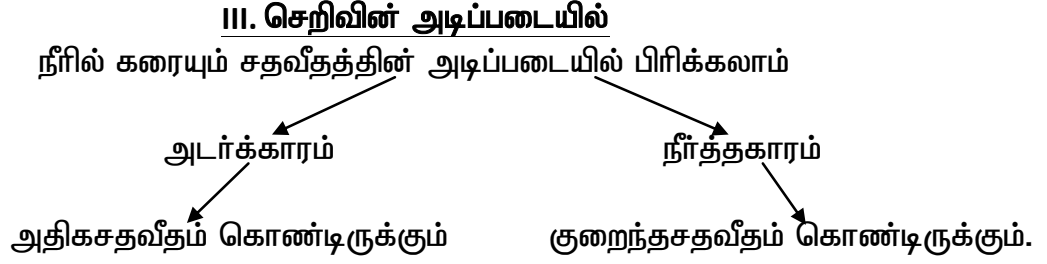 III. செறிவின் அடிப்படையில்
நீரில் கரையும் சதவீதத்தின் அடிப்படையில் பிரிக்கலாம்
அடர்க்காரம் நீர்த்தகாரம்
அதிகசதவீதம் கொண்டிருக்கும் குறைந்தசதவீதம் கொண்டிருக்கும்.